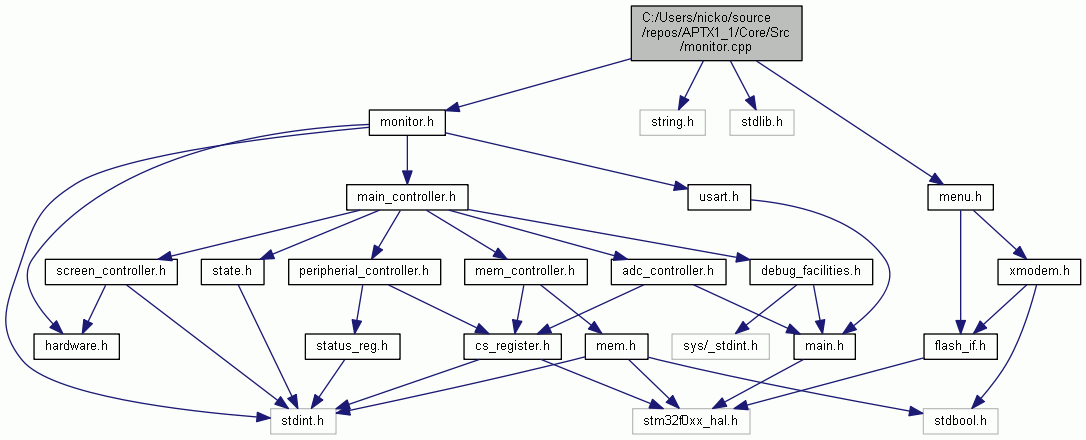 C:/Users/nicko/source
/repos/APTX1_1/Core/Src
/monitor.cpp
monitor.h
string.h
stdlib.h
main_controller.h
usart.h
menu.h
screen_controller.h
state.h
peripherial_controller.h
mem_controller.h
adc_controller.h
debug_facilities.h
xmodem.h
hardware.h
status_reg.h
cs_register.h
mem.h
sys/_stdint.h
main.h
flash_if.h
stdint.h
stm32f0xx_hal.h
stdbool.h